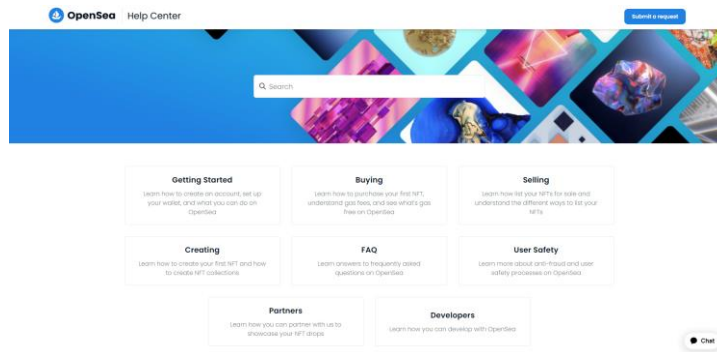 OpenSea Help Center
Submit a request
Search
Getting Started
Learn how to create an account, set up
your wallet, and what you can do on
OpenSea
Buying
Learn how to purchase your first NFT,
understand gas fees, and see what's gas
free on OpenSea
Selling
Learn how list your NFTs for sale and
understand the different ways to list your
NFTs
Creating
Learn how to create your first NFT and how
to create NFT collections
FAQ
Learn answers to frequently asked
questions on OpenSea
User Safety
Learn more about anti-fraud and user
safety processes on OpenSea
Partners
Learn how you can partner with us to
showcase your NFT drops
Developers
Learn how you can develop with OpenSea
Chat